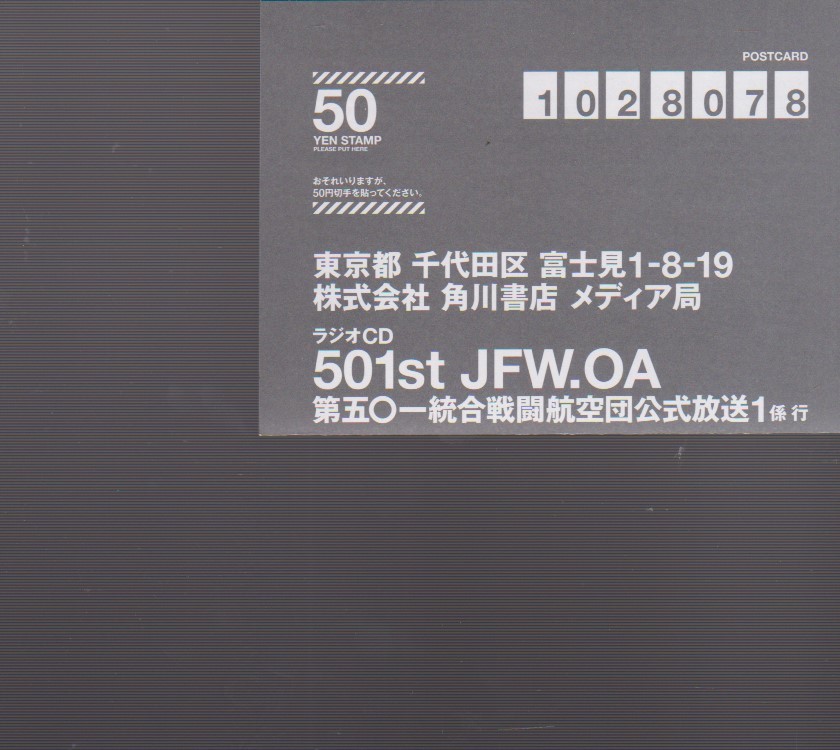 POSTCARD
1028078
50
YEN STAMP
PLEASE PUT HERE
おそれいりますが、
50円切手を貼ってください。
東京都 千代田区 富士見1-8-19
株式会社 角川書店 メディア局
ラジオCD
501st JFW.OA
第五〇一統合戦闘航空団公式放送1係 行